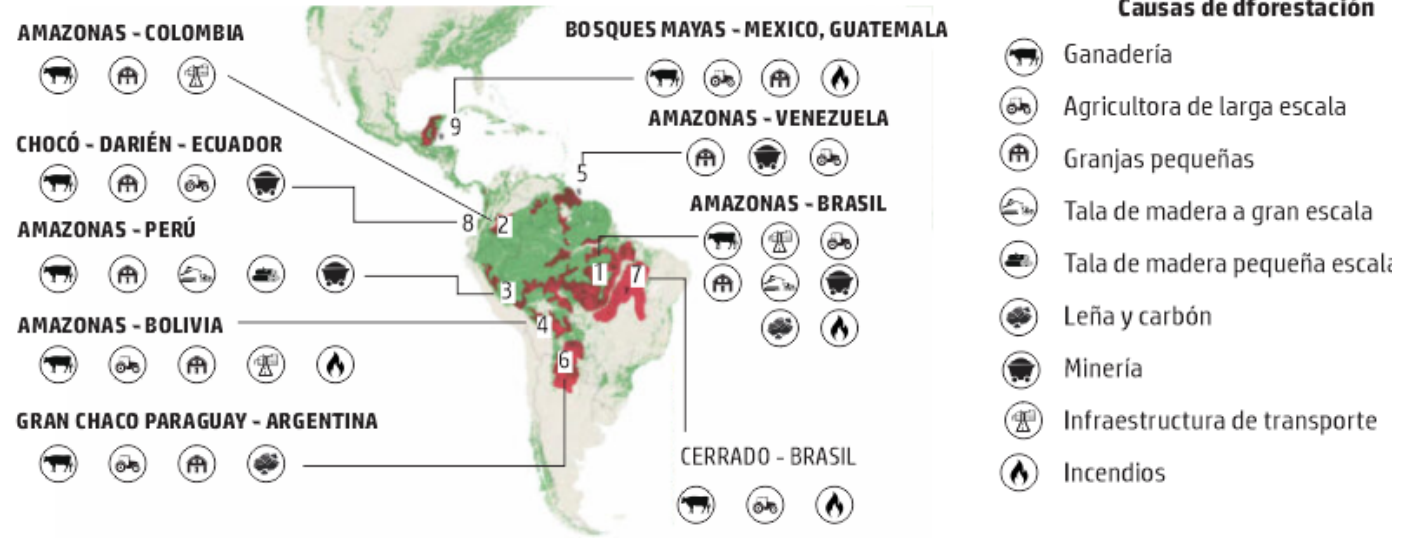 AMAZONAS - COLOMBIA
CHOCÓ - DARIÉN - ECUADOR
AMAZONAS - PERÚ
AMAZONAS - BOLIVIA
GRAN CHACO PARAGUAY - ARGENTINA
BOSQUES MAYAS - MEXICO, GUATEMALA
AMAZONAS - VENEZUELA
AMAZONAS - BRASIL
CERRADO - BRASIL
9
5
8
2
1
7
3
4
6
Causas de dforestación
Ganadería
Agricultora de larga escala
Granjas pequeñas
Tala de madera a gran escala
Tala de madera pequeña escala
Leña y carbón
Minería
Infraestructura de transporte
Incendios